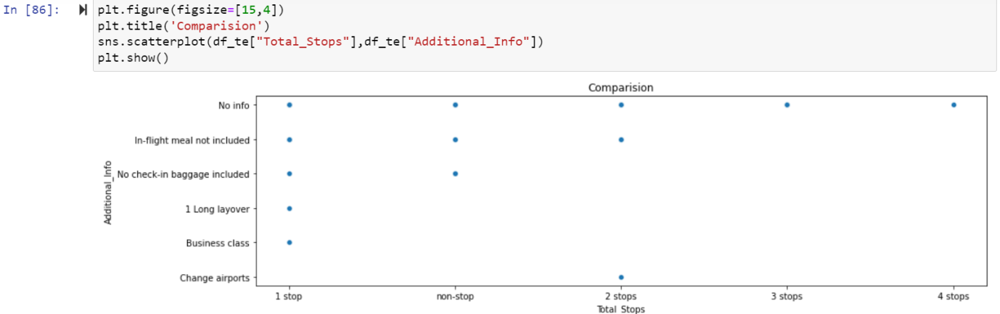 In [86]:
plt.figure(figsize=[15,4])
plt.title('Comparision')
sns.scatterplot(df_te["Total_Stops"],df_te["Additional_Info"])
plt.show()
Comparision
No info
In-flight meal not included
No check-in baggage included
1 Long layover
Business class
Change airports
Additional_Info
1 stop non-stop 2 stops 3 stops 4 stops
Total_Stops